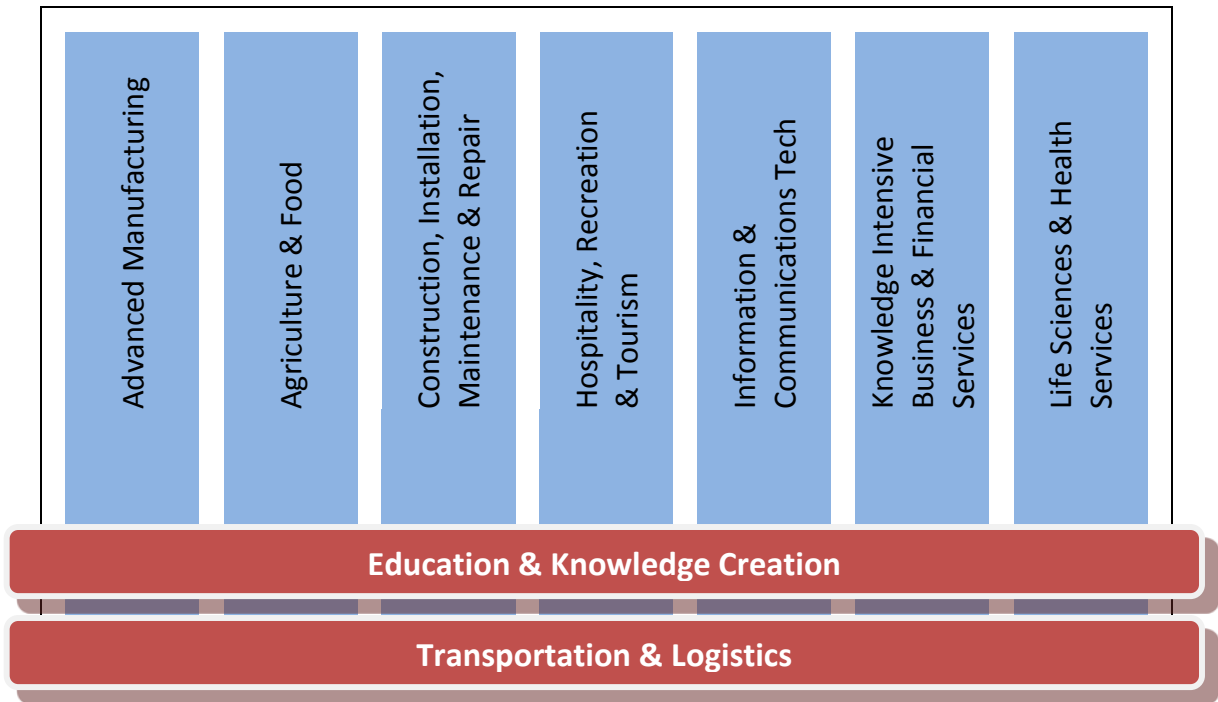 Advanced Manufacturing
Agriculture & Food
Construction, Installation,
Maintenance & Repair
Hospitality, Recreation
& Tourism
Information &
Communications Tech
Knowledge Intensive
Business & Financial
Services
Life Sciences & Health
Services
Education & Knowledge Creation
Transportation & Logistics